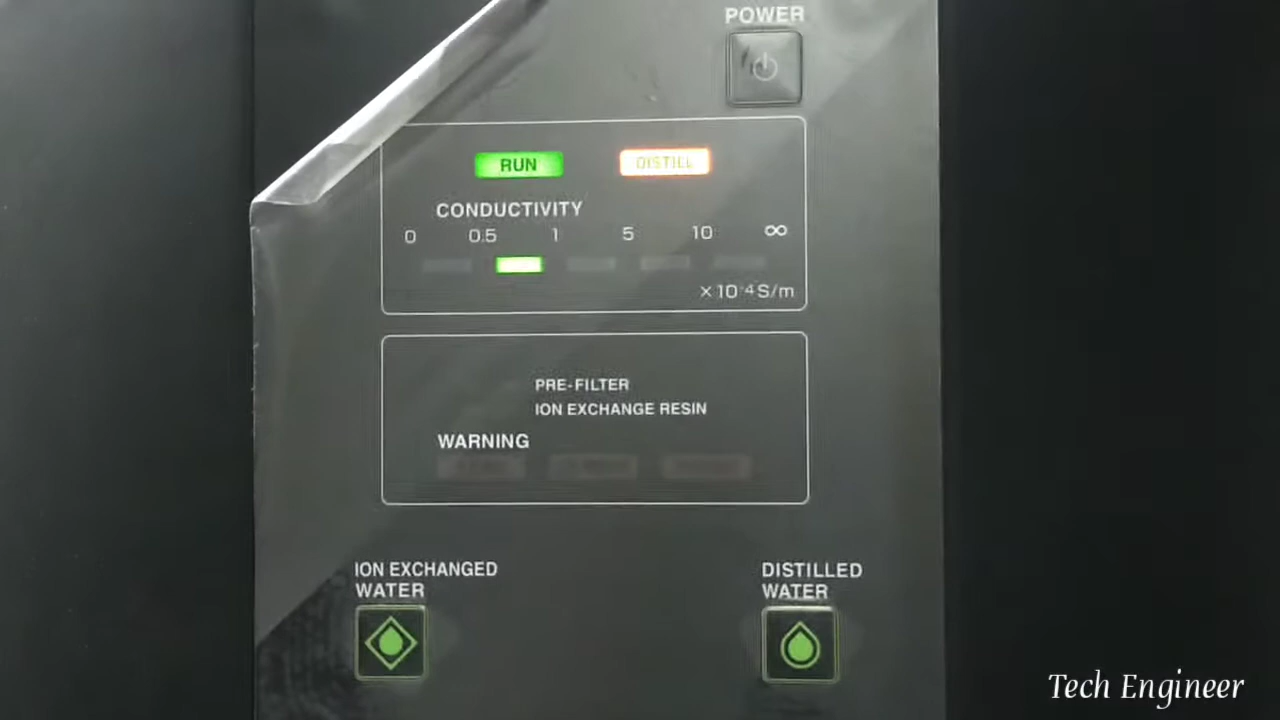 POWER
RUN DISTILL
CONDUCTIVITY
0 0.5 1 5 10 ∞
×10⁻⁴S/m
PRE-FILTER
ION EXCHANGE RESIN
WARNING
ION EXCHANGED
WATER
DISTILLED
WATER
Tech Engineer